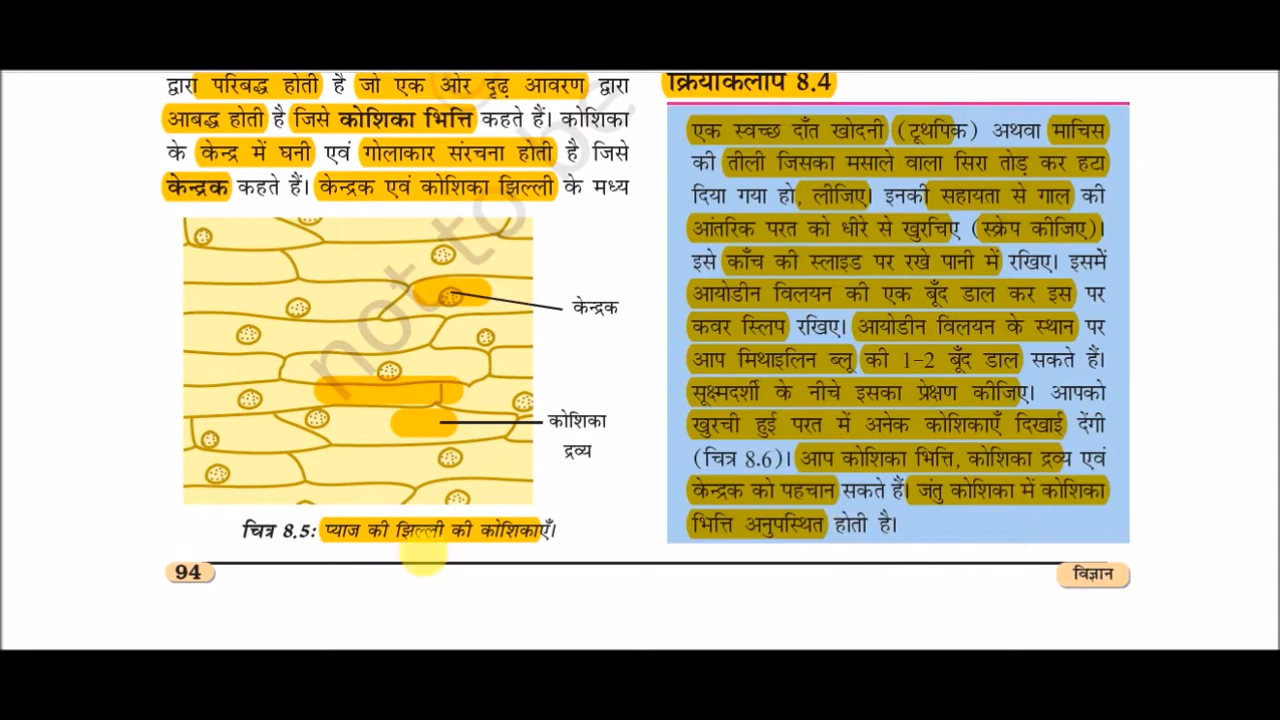 द्वारा परिबद्ध होती है जो एक ओर दृढ़ आवरण द्वारा
आबद्ध होती है जिसे कोशिका भित्ति कहते हैं। कोशिका
के केन्द्र में घनी एवं गोलाकार संरचना होती है जिसे
केन्द्रक कहते हैं। केन्द्रक एवं कोशिका झिल्ली के मध्य
केन्द्रक
कोशिका
द्रव्य
not to be
चित्र 8.5: प्याज की झिल्ली की कोशिकाएँ।
94
क्रियाकलाप 8.4
एक स्वच्छ दाँत खोदनी (टूथपिक) अथवा माचिस
की तीली जिसका मसाले वाला सिरा तोड़ कर हटा
दिया गया हो, लीजिए। इनकी सहायता से गाल की
आंतरिक परत को धीरे से खुरचिए (स्क्रेप कीजिए)।
इसे काँच की स्लाइड पर रखे पानी में रखिए। इसमें
आयोडीन विलयन की एक बूँद डाल कर इस पर
कवर स्लिप रखिए। आयोडीन विलयन के स्थान पर
आप मिथाइलिन ब्लू की 1-2 बूँद डाल सकते हैं।
सूक्ष्मदर्शी के नीचे इसका प्रेक्षण कीजिए। आपको
खुरची हुई परत में अनेक कोशिकाएँ दिखाई देंगी
(चित्र 8.6)। आप कोशिका भित्ति, कोशिका द्रव्य एवं
केन्द्रक को पहचान सकते हैं। जंतु कोशिका में कोशिका
भित्ति अनुपस्थित होती है।
विज्ञान